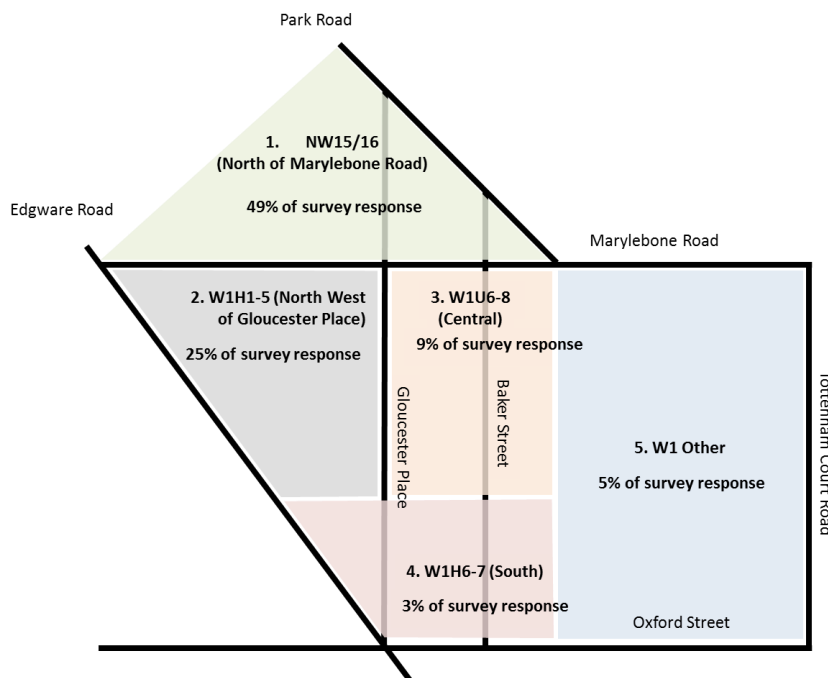 Park Road
1. NW15/16
(North of Marylebone Road)
49% of survey response
Edgware Road
Marylebone Road
2. W1H1-5 (North West
of Gloucester Place)
25% of survey response
3. W1U6-8
(Central)
9% of survey response
Gloucester Place
Baker Street
Tottenham Court Road
5. W1 Other
5% of survey response
4. W1H6-7 (South)
3% of survey response
Oxford Street